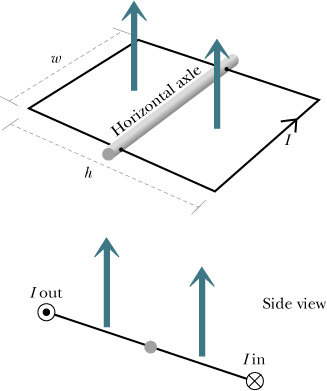 w
Horizontal axle
I
h
I out
Side view
I in